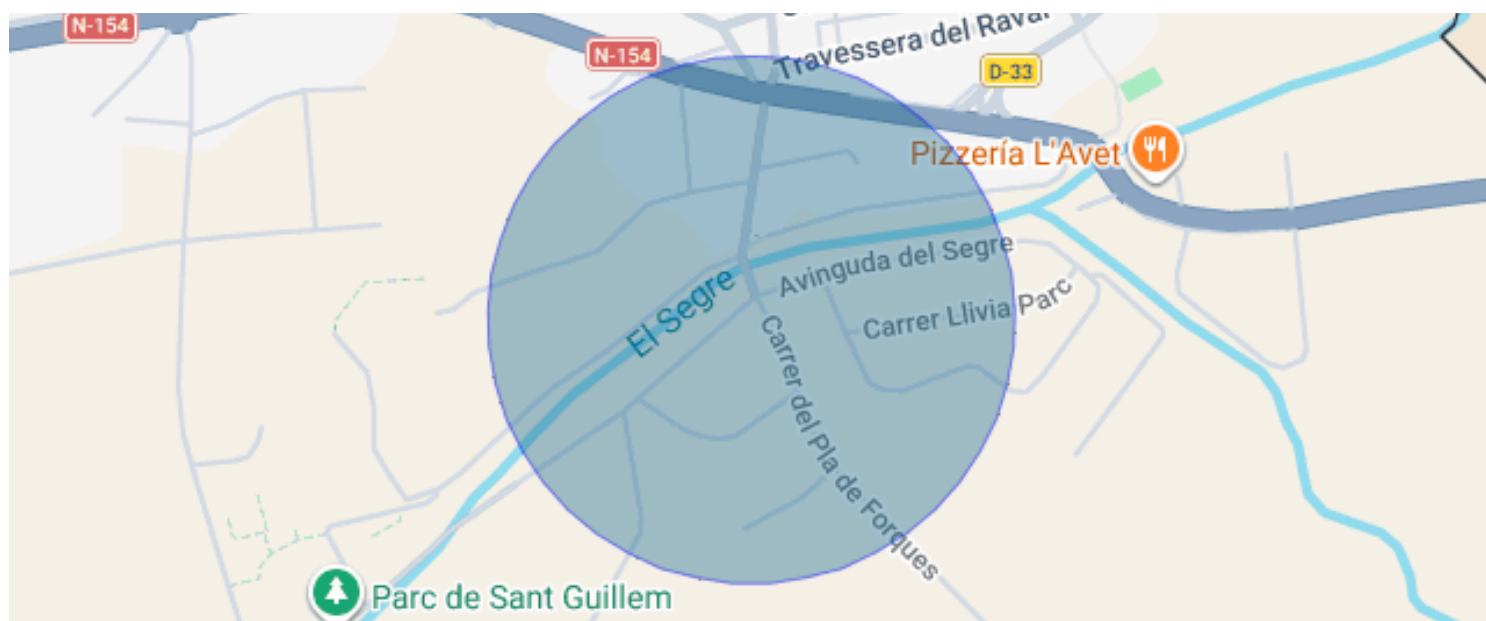 N-154
N-154
Travessera del Raval
D-33
Pizzería L'Avet
Avinguda del Segre
El Segre
Carrer Llivia Parc
Carrer del Pla de Forques
Parc de Sant Guillem